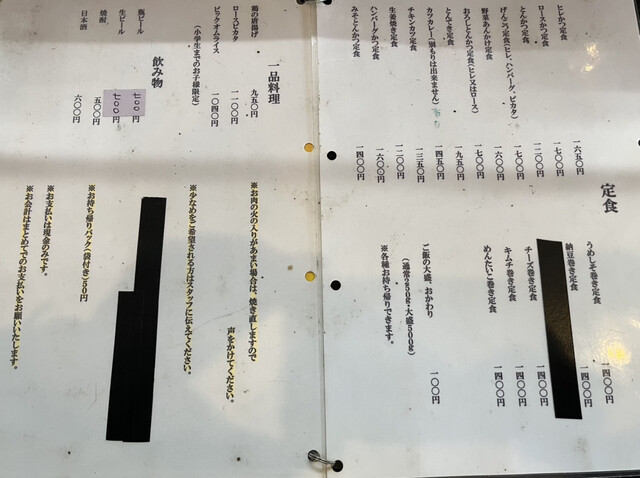 定食
ヒレかつ定食 一六五〇円
ロースかつ定食 一七〇〇円
とんかつ定食 一二〇〇円
げんこつ定食(ヒレ、ハンバーグ、ピカタ) 一七〇〇円
野菜あんかけ定食
おろしとんかつ定食(ヒレ又はロース) 一七〇〇円
とんてき定食 一九五〇円
カツカレー(別もりは出来ません) 一四五〇円
チキンカツ定食 一三五〇円
生姜焼き定食 一二〇〇円
ハンバーグかつ定食 一六〇〇円
みそとんかつ定食 一四〇〇円
うめしそ巻き定食 一四〇〇円
納豆巻き定食 一四〇〇円
チーズ巻き定食 一四〇〇円
キムチ巻き定食 一四〇〇円
めんたいこ巻き定食 一四〇〇円
ご飯の大盛、おかわり 一〇〇円
(通常250g・大盛500g)
※各種お持ち帰りできます。
一品料理
鶏の唐揚げ 九五〇円
ロースピカタ 一一〇〇円
ビックオムライス 一〇四〇円
(小学生までのお子様限定)
飲み物
瓶ビール 七〇〇円
生ビール 七〇〇円
焼酎 五〇〇円
日本酒 六〇〇円
※お肉の火の入りがあまい場合は、焼き直しますので
声をかけてください。
※少なめをご希望される方はスタッフに伝えてください。
※お持ち帰りパック(袋付き)50円
※お支払いは現金のみです。
※お会計はまとめてでのお支払いをお願いいたします。